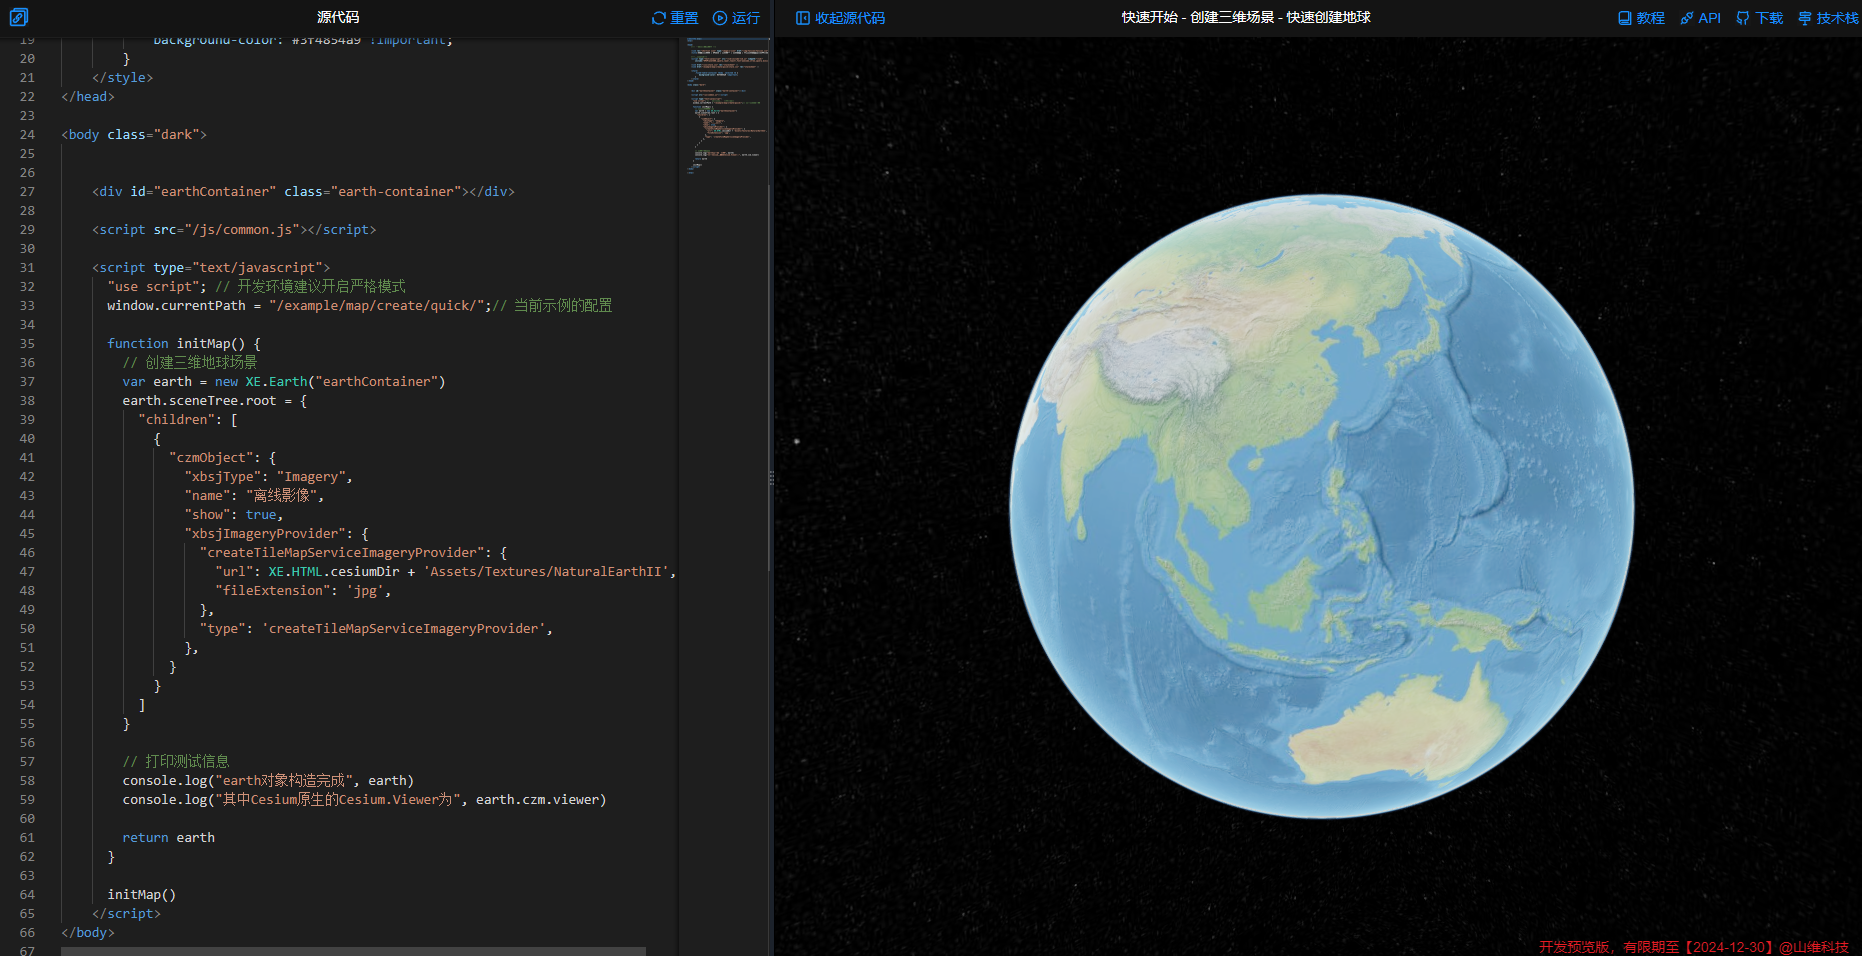 源代码
重置
运行
收起源代码
快速开始 - 创建三维场景 - 快速创建地球
教程
API
下载
技术栈
19 background-color: #3f4854a9 !important;
20 }
21 </style>
22 </head>
23
24 <body class="dark">
25
26
27 <div id="earthContainer" class="earth-container"></div>
28
29 <script src="/js/common.js"></script>
30
31 <script type="text/javascript">
32 "use script"; // 开发环境建议开启严格模式
33 window.currentPath = "/example/map/create/quick/";// 当前示例的配置
34
35 function initMap() {
36 // 创建三维地球场景
37 var earth = new XE.Earth("earthContainer")
38 earth.sceneTree.root = {
39 "children": [
40 {
41 "czmObject": {
42 "xbsjType": "Imagery",
43 "name": "离线影像",
44 "show": true,
45 "xbsjImageryProvider": {
46 "createTileMapServiceImageryProvider": {
47 "url": XE.HTML.cesiumDir + 'Assets/Textures/NaturalEarthII',
48 "fileExtension": 'jpg',
49 },
50 "type": 'createTileMapServiceImageryProvider',
51 },
52 }
53 }
54 ]
55 }
56
57 // 打印测试信息
58 console.log("earth对象构造完成", earth)
59 console.log("其中Cesium原生的Cesium.Viewer为", earth.czm.viewer)
60
61 return earth
62 }
63
64 initMap()
65 </script>
66 </body>
67
开发预览版，有限期至【2024-12-30】@山维科技